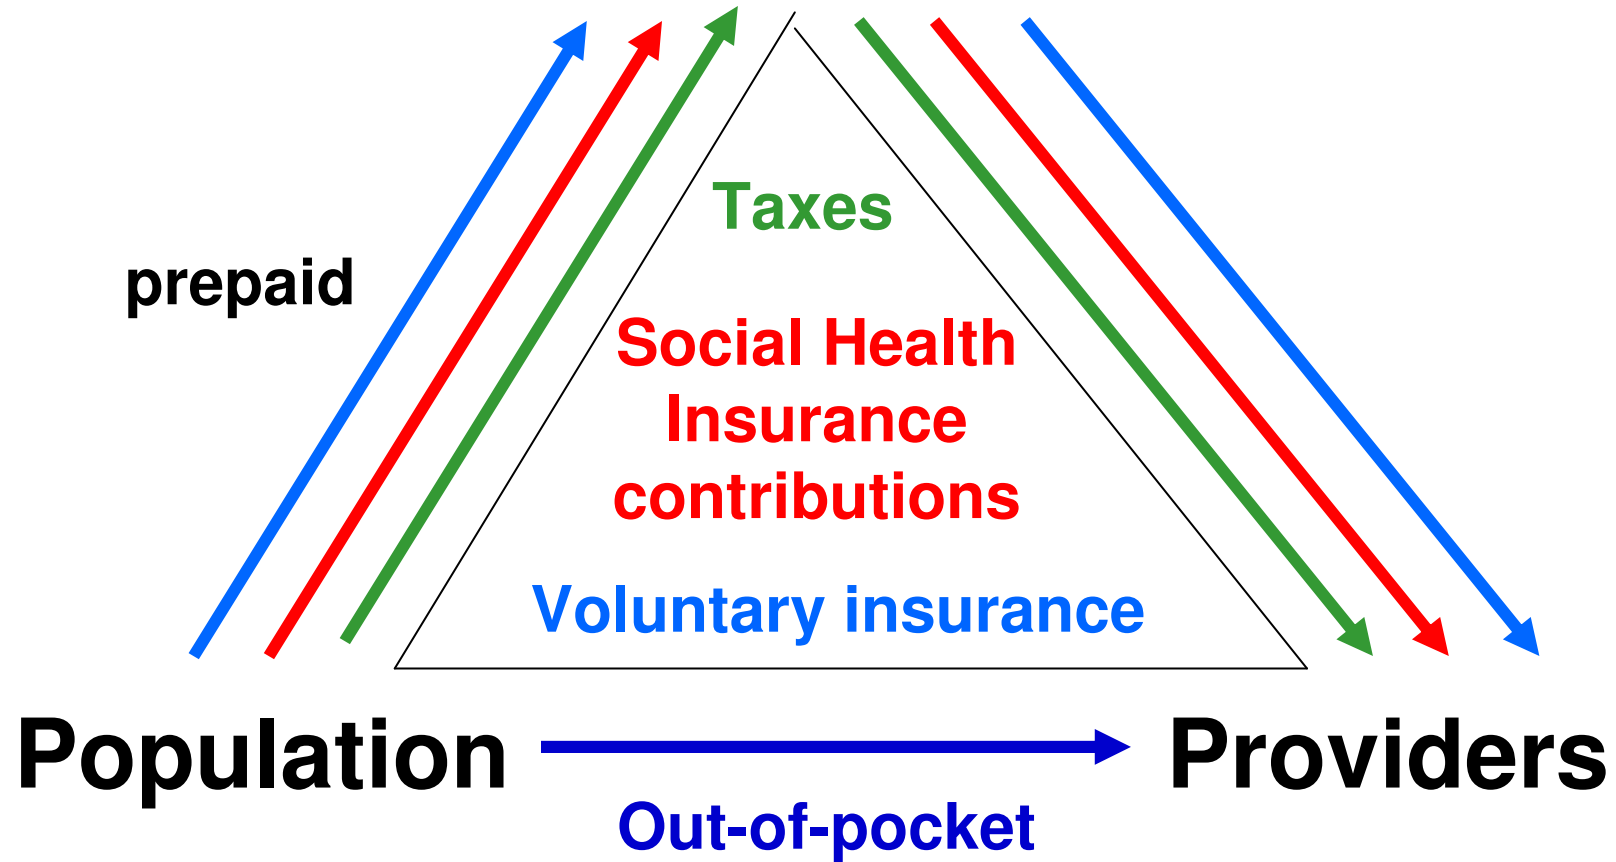 Taxes
prepaid
Social Health
Insurance
contributions
Voluntary insurance
Population
Providers
Out-of-pocket